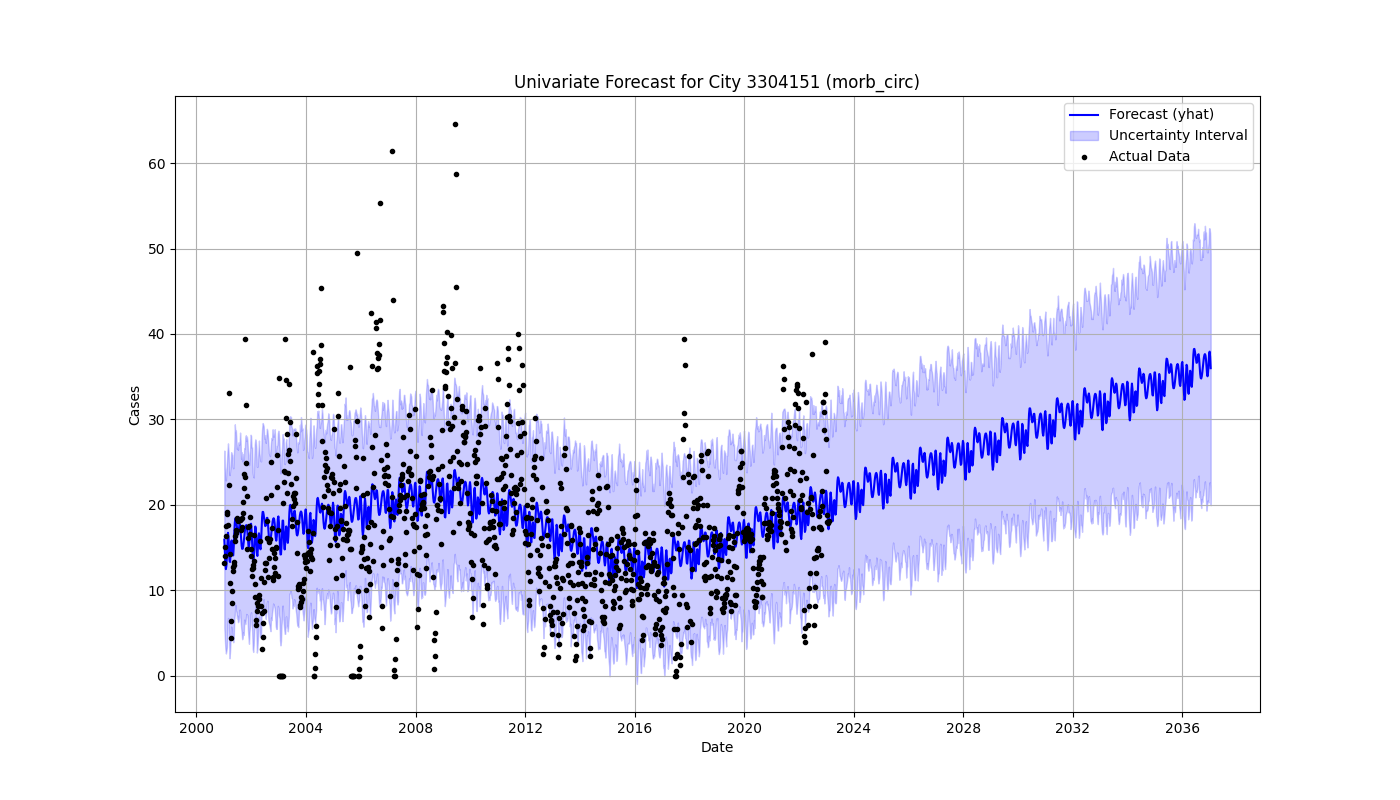 Univariate Forecast for City 3304151 (morb_circ)
Forecast (yhat)
Uncertainty Interval
Actual Data
Cases
60
50
40
30
20
10
0
2000 2004 2008 2012 2016 2020 2024 2028 2032 2036
Date